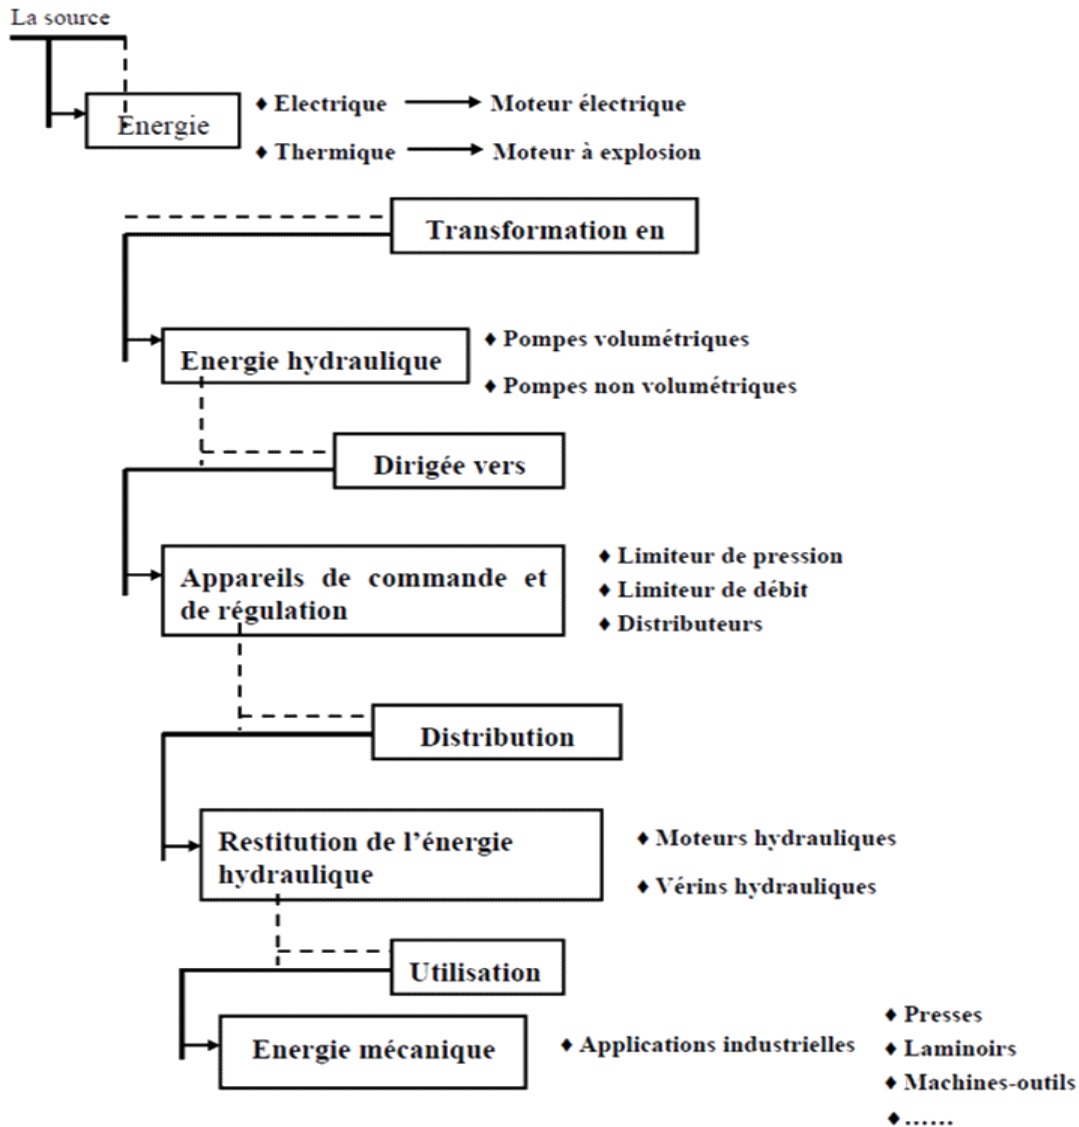 La source
Energie
♦ Electrique → Moteur électrique
♦ Thermique → Moteur à explosion
Transformation en
Energie hydraulique
♦ Pompes volumétriques
♦ Pompes non volumétriques
Dirigée vers
Appareils de commande et
de régulation
♦ Limiteur de pression
♦ Limiteur de débit
♦ Distributeurs
Distribution
Restitution de l’énergie
hydraulique
♦ Moteurs hydrauliques
♦ Vérins hydrauliques
Utilisation
Energie mécanique
♦ Applications industrielles
♦ Presses
♦ Laminoirs
♦ Machines-outils
♦ ......